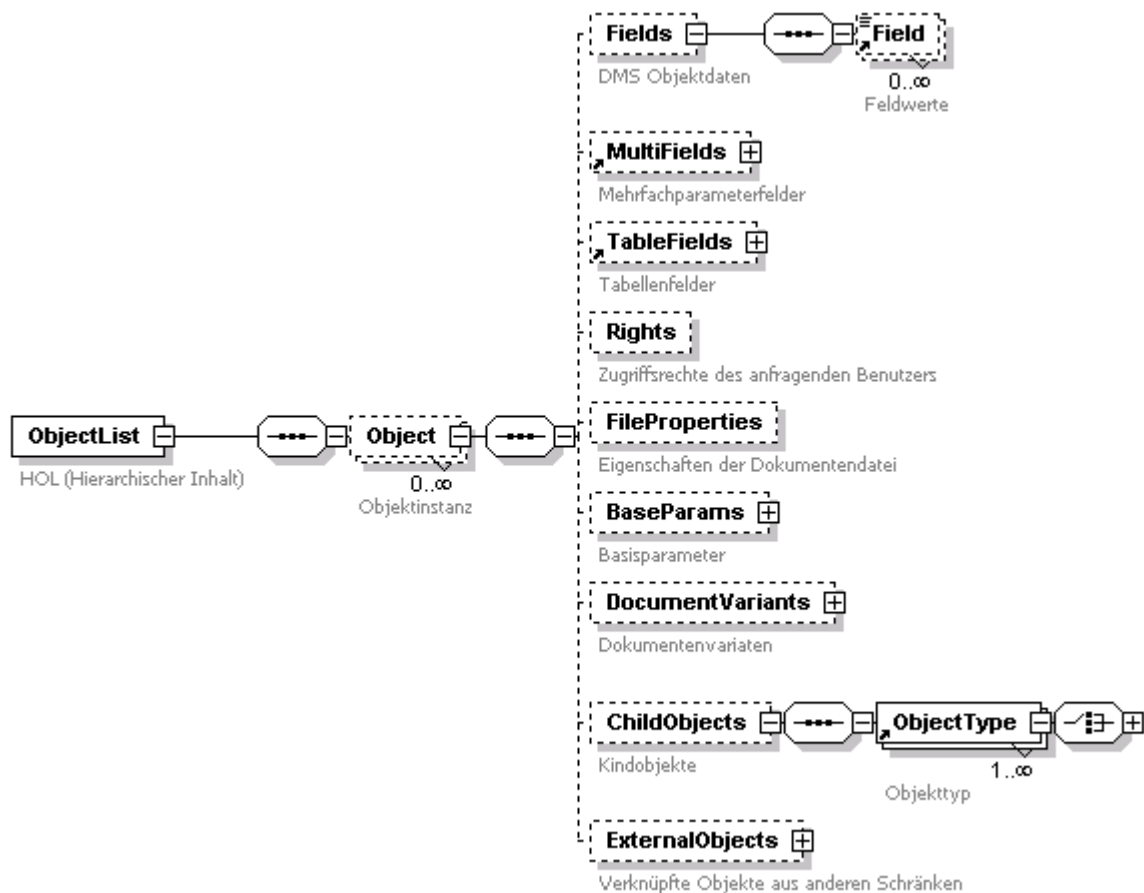 Fields
Field
DMS Objektdaten
0..∞
Feldwerte
MultiFields
Mehrfachparameterfelder
TableFields
Tabellenfelder
Rights
Zugriffsrechte des anfragenden Benutzers
ObjectList
Object
FileProperties
HOL (Hierarchischer Inhalt)
0..∞
Objektinstanz
Eigenschaften der Dokumentendatei
BaseParams
Basisparameter
DocumentVariants
Dokumentenvariaten
ChildObjects
ObjectType
Kindobjekte
1..∞
Objekttyp
ExternalObjects
Verknüpfte Objekte aus anderen Schränken